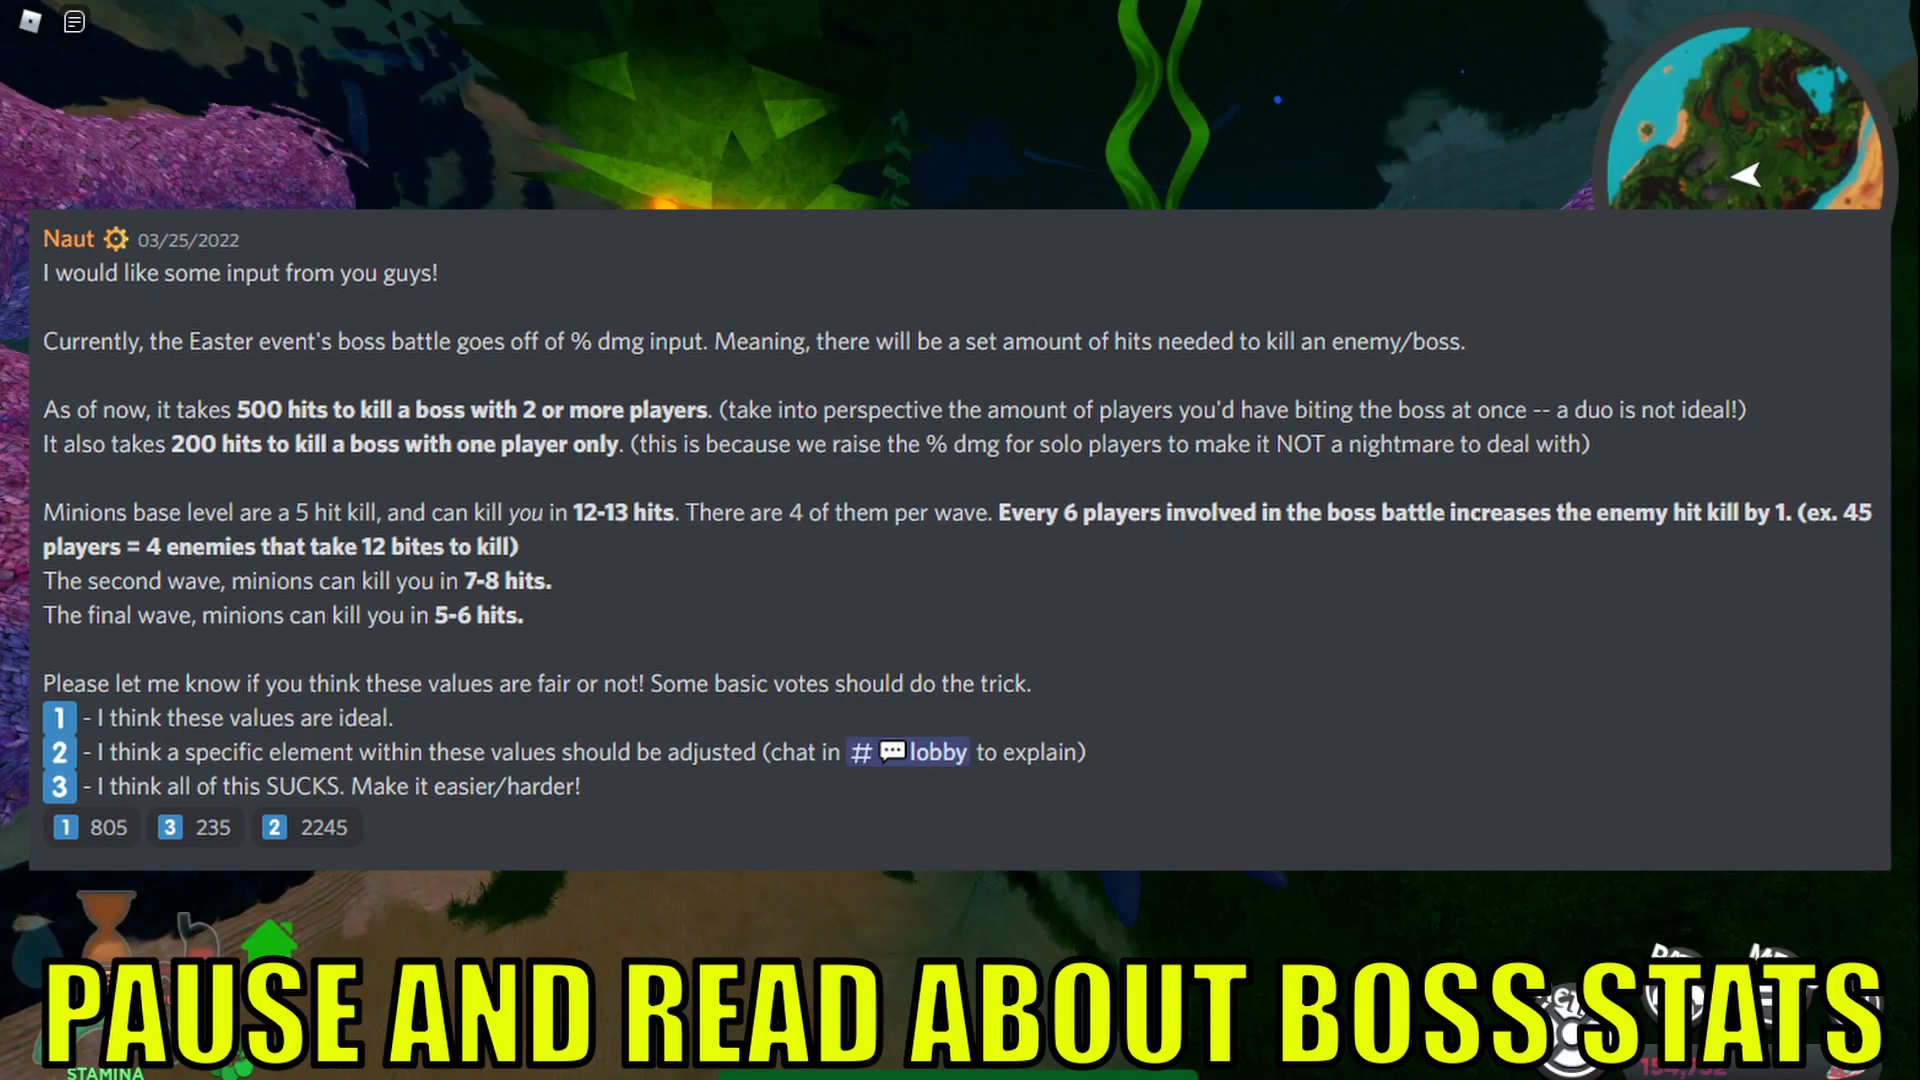 Naut 03/25/2022
I would like some input from you guys!
Currently, the Easter event's boss battle goes off of % dmg input. Meaning, there will be a set amount of hits needed to kill an enemy/boss.
As of now, it takes 500 hits to kill a boss with 2 or more players. (take into perspective the amount of players you'd have biting the boss at once -- a duo is not ideal!)
It also takes 200 hits to kill a boss with one player only. (this is because we raise the % dmg for solo players to make it NOT a nightmare to deal with)
Minions base level are a 5 hit kill, and can kill you in 12-13 hits. There are 4 of them per wave. Every 6 players involved in the boss battle increases the enemy hit kill by 1. (ex. 45
players = 4 enemies that take 12 bites to kill)
The second wave, minions can kill you in 7-8 hits.
The final wave, minions can kill you in 5-6 hits.
Please let me know if you think these values are fair or not! Some basic votes should do the trick.
1 - I think these values are ideal.
2 - I think a specific element within these values should be adjusted (chat in # lobby to explain)
3 - I think all of this SUCKS. Make it easier/harder!
1 805 3 235 2 2245
PAUSE AND READ ABOUT BOSS STATS
STAMINA